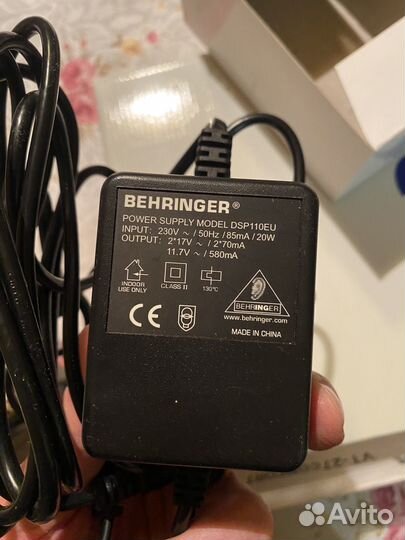 BEHRINGER®
POWER SUPPLY MODEL DSP110EU
INPUT: 230V ~ / 50Hz / 85mA / 20W
OUTPUT: 2*17V ~ / 2*70mA
11.7V ~ / 580mA
INDOOR
USE ONLY
CLASS II
130℃
BEHRINGER
www.behringer.com
CE
MADE IN CHINA
Avito